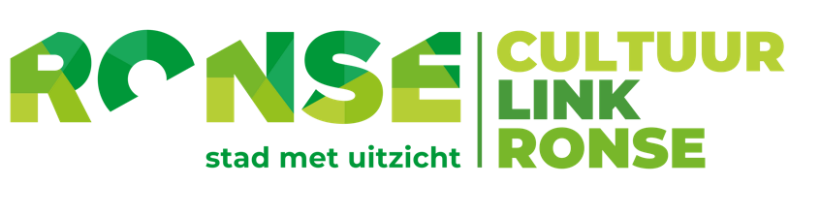 RONSE
stad met uitzicht
CULTUUR
LINK
RONSE